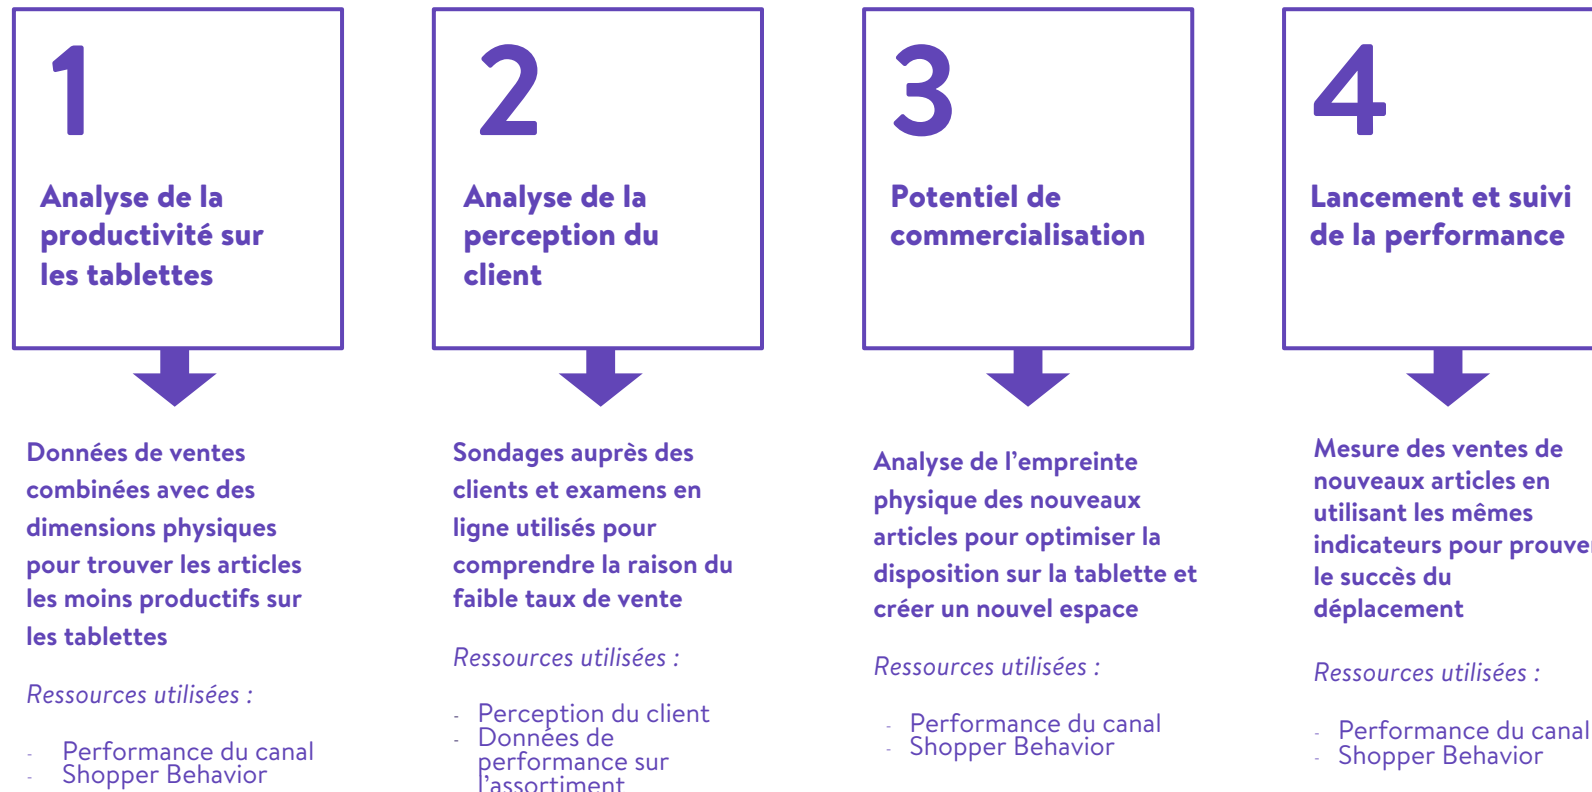 1
Analyse de la
productivité sur
les tablettes
Données de ventes
combinées avec des
dimensions physiques
pour trouver les articles
les moins productifs sur
les tablettes
Ressources utilisées :
- Performance du canal
- Shopper Behavior
2
Analyse de la
perception du
client
Sondages auprès des
clients et examens en
ligne utilisés pour
comprendre la raison du
faible taux de vente
Ressources utilisées :
- Perception du client
- Données de
performance sur
l’assortiment
3
Potentiel de
commercialisation
Analyse de l’empreinte
physique des nouveaux
articles pour optimiser la
disposition sur la tablette et
créer un nouvel espace
Ressources utilisées :
- Performance du canal
- Shopper Behavior
4
Lancement et suivi
de la performance
Mesure des ventes de
nouveaux articles en
utilisant les mêmes
indicateurs pour prouver
le succès du
déplacement
Ressources utilisées :
- Performance du canal
- Shopper Behavior